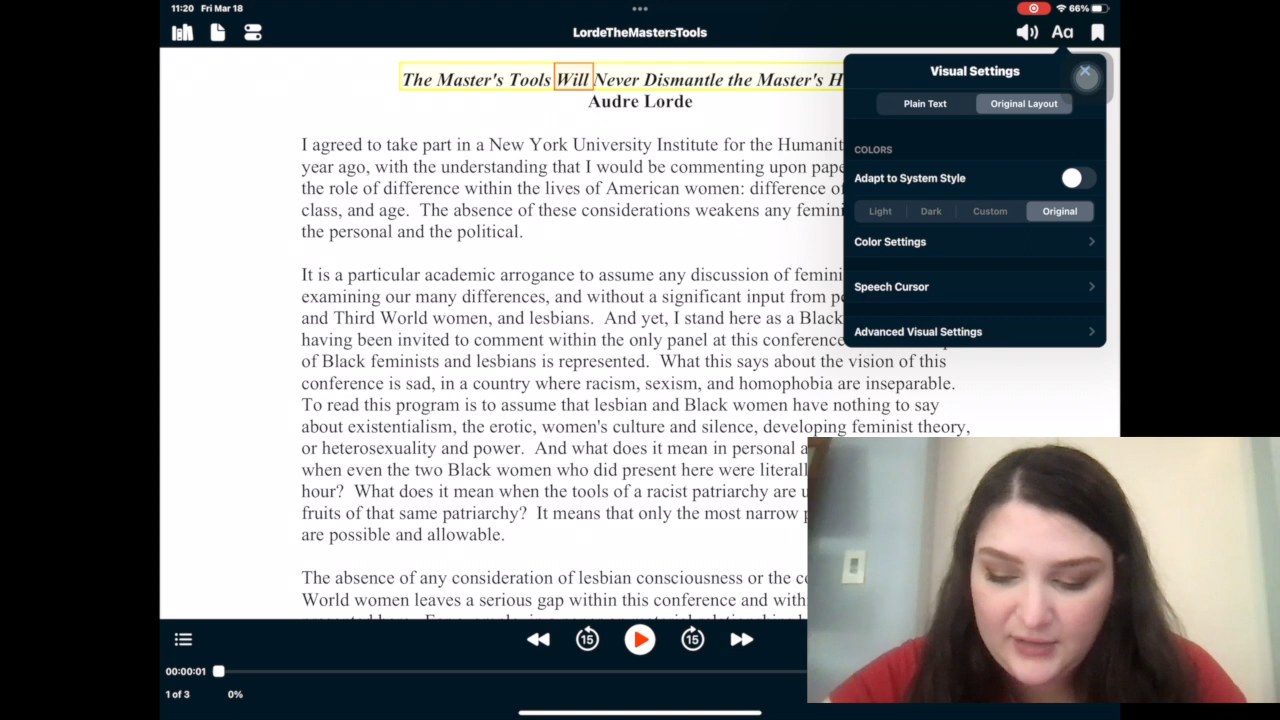 11:20 Fri Mar 18
66%
LordeTheMastersTools
Aa
The Master's Tools Will Never Dismantle the Master's H
Audre Lorde
I agreed to take part in a New York University Institute for the Humanit
year ago, with the understanding that I would be commenting upon pape
the role of difference within the lives of American women: difference of
class, and age. The absence of these considerations weakens any femini
the personal and the political.
It is a particular academic arrogance to assume any discussion of femini
examining our many differences, and without a significant input from po
and Third World women, and lesbians. And yet, I stand here as a Black
having been invited to comment within the only panel at this conference
of Black feminists and lesbians is represented. What this says about the vision of this
conference is sad, in a country where racism, sexism, and homophobia are inseparable.
To read this program is to assume that lesbian and Black women have nothing to say
about existentialism, the erotic, women's culture and silence, developing feminist theory,
or heterosexuality and power. And what does it mean in personal a
when even the two Black women who did present here were literall
hour? What does it mean when the tools of a racist patriarchy are u
fruits of that same patriarchy? It means that only the most narrow p
are possible and allowable.
The absence of any consideration of lesbian consciousness or the co
World women leaves a serious gap within this conference and withi
Visual Settings
Plain Text
Original Layout
COLORS
Adapt to System Style
Light
Dark
Custom
Original
Color Settings
Speech Cursor
Advanced Visual Settings
15
15
00:00:01
1 of 3
0%